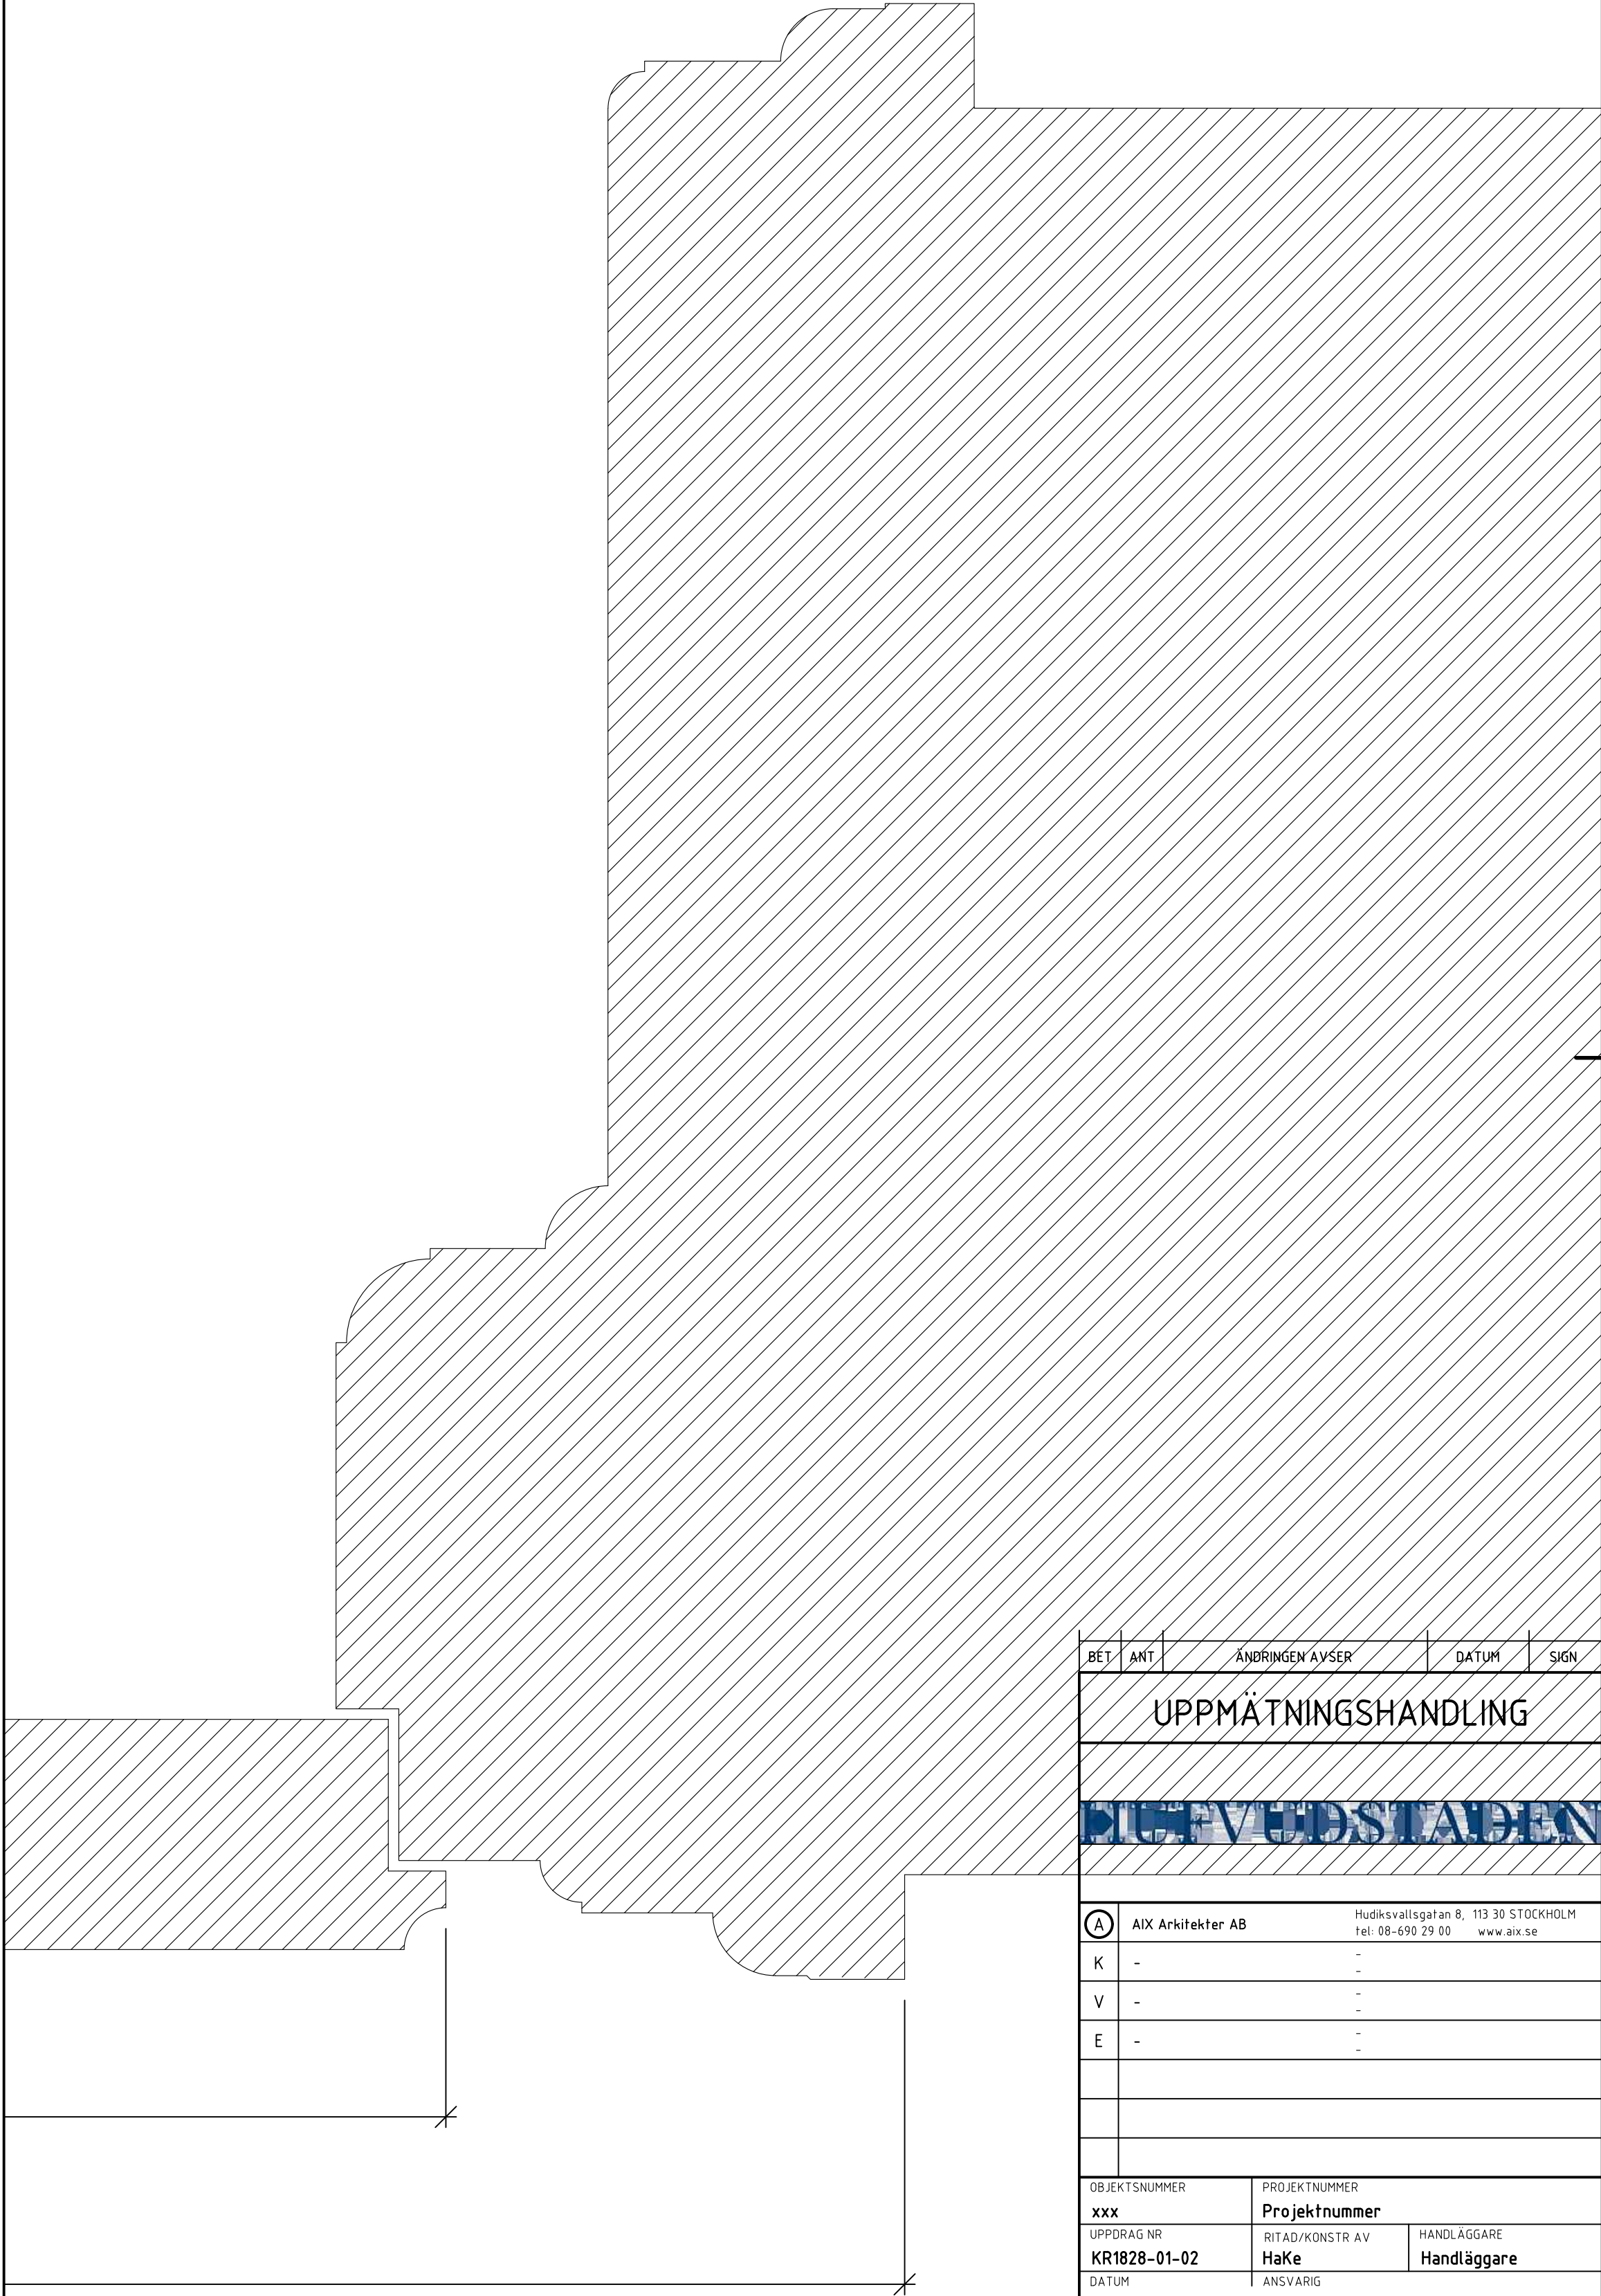 BET ANT ÄNDRINGEN AVSER DATUM SIGN
UPPMÄTNINGSHANDLING
HUFVUDSTADEN
A AIX Arkitekter AB Hudiksvallsgatan 8, 113 30 STOCKHOLM
tel: 08-690 29 00 www.aix.se
K - -
-
V - -
-
E - -
-
OBJEKTSNUMMER PROJEKTNUMMER
xxx Projektnummer
UPPDRAG NR RITAD/KONSTR AV HANDLÄGGARE
KR1828-01-02 HaKe Handläggare
DATUM ANSVARIG